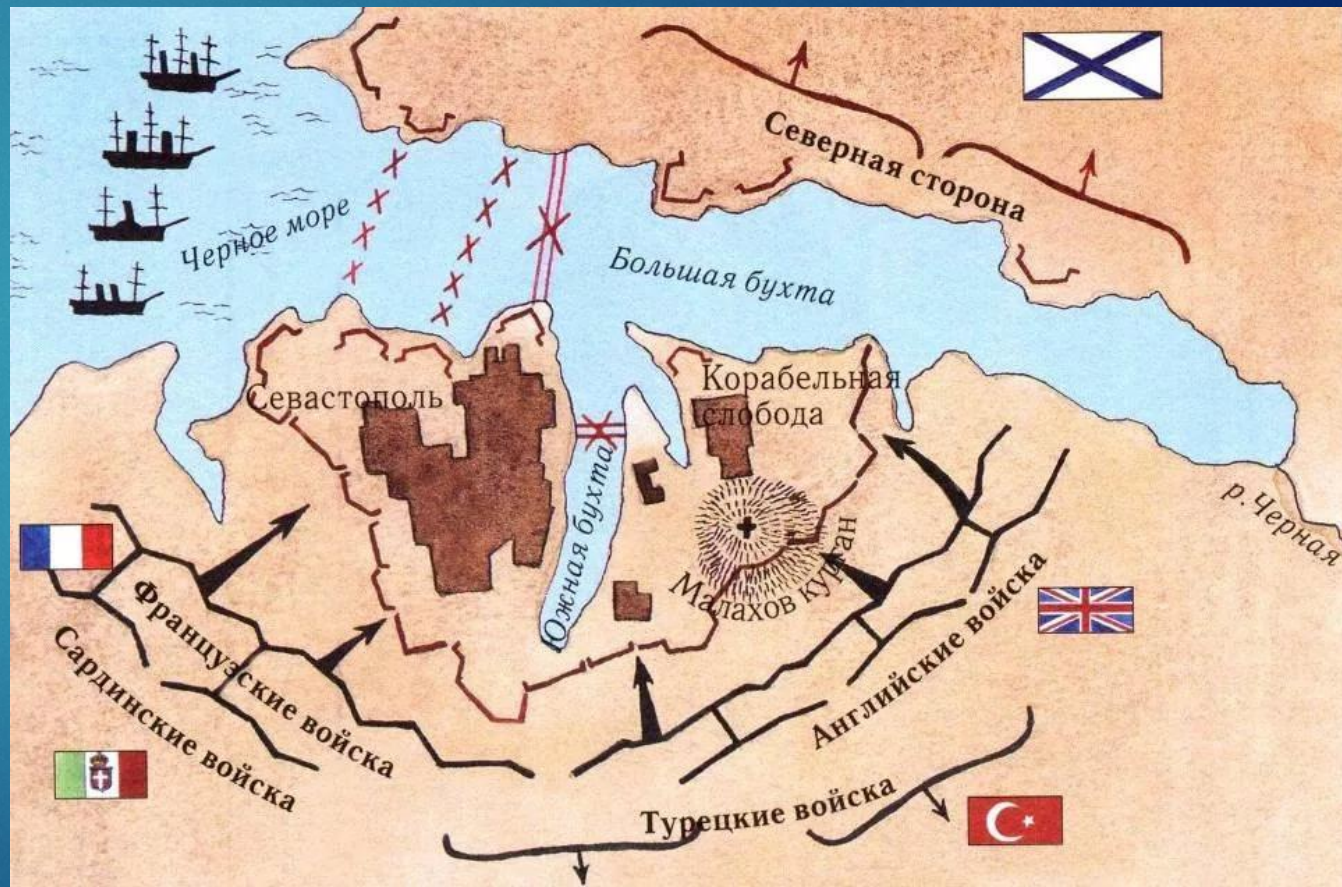 Северная сторона
Черное море
Большая бухта
Севастополь
Корабельная
слобода
р. Черная
Южная бухта
Малахов курган
Французские войска
Сардинские войска
Английские войска
Турецкие войска